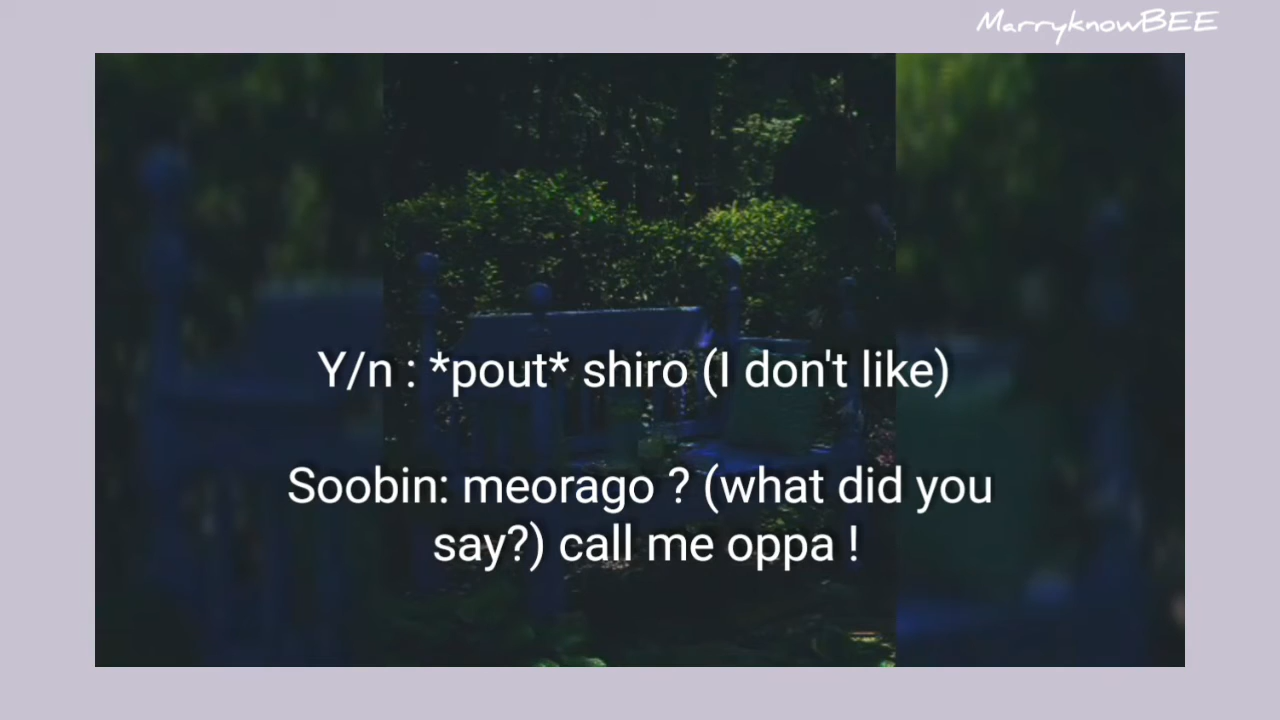 MarryknowBEE
Y/n : *pout* shiro (I don't like)
Soobin: meorago ? (what did you
say?) call me oppa !